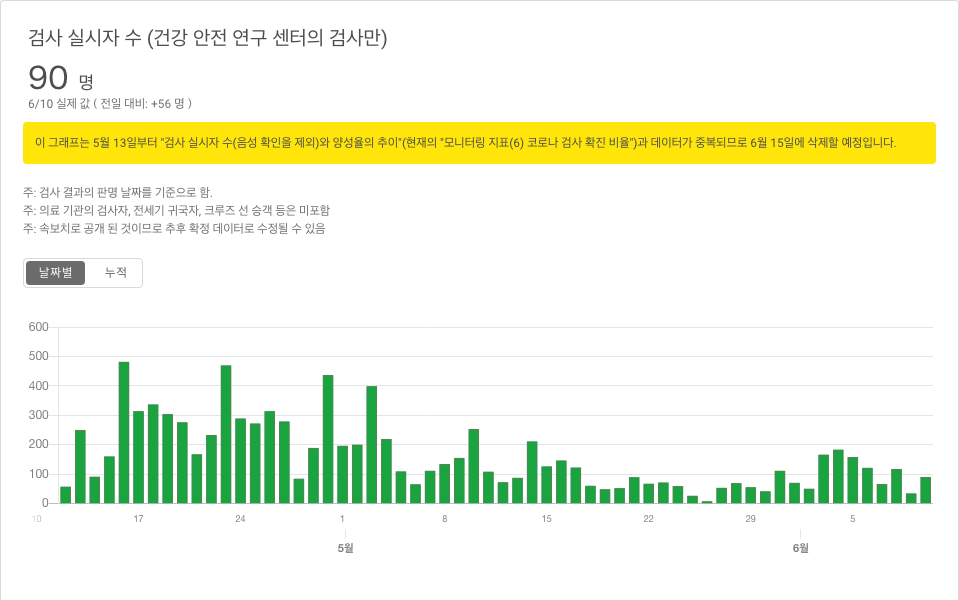 검사 실시자 수 (건강 안전 연구 센터의 검사만)
90 명
6/10 실제 값 ( 전일 대비: +56 명 )
이 그래프는 5월 13일부터 "검사 실시자 수(음성 확인을 제외)와 양성율의 추이"(현재의 "모니터링 지표(6) 코로나 검사 확진 비율")과 데이터가 중복되므로 6월 15일에 삭제할 예정입니다.
주: 검사 결과의 판명 날짜를 기준으로 함.
주: 의료 기관의 검사자, 전세기 귀국자, 크루즈 선 승객 등은 미포함
주: 속보치로 공개 된 것이므로 추후 확정 데이터로 수정될 수 있음
날짜별 누적
600
500
400
300
200
100
0
10 17 24 1 8 15 22 29 5
5월 6월